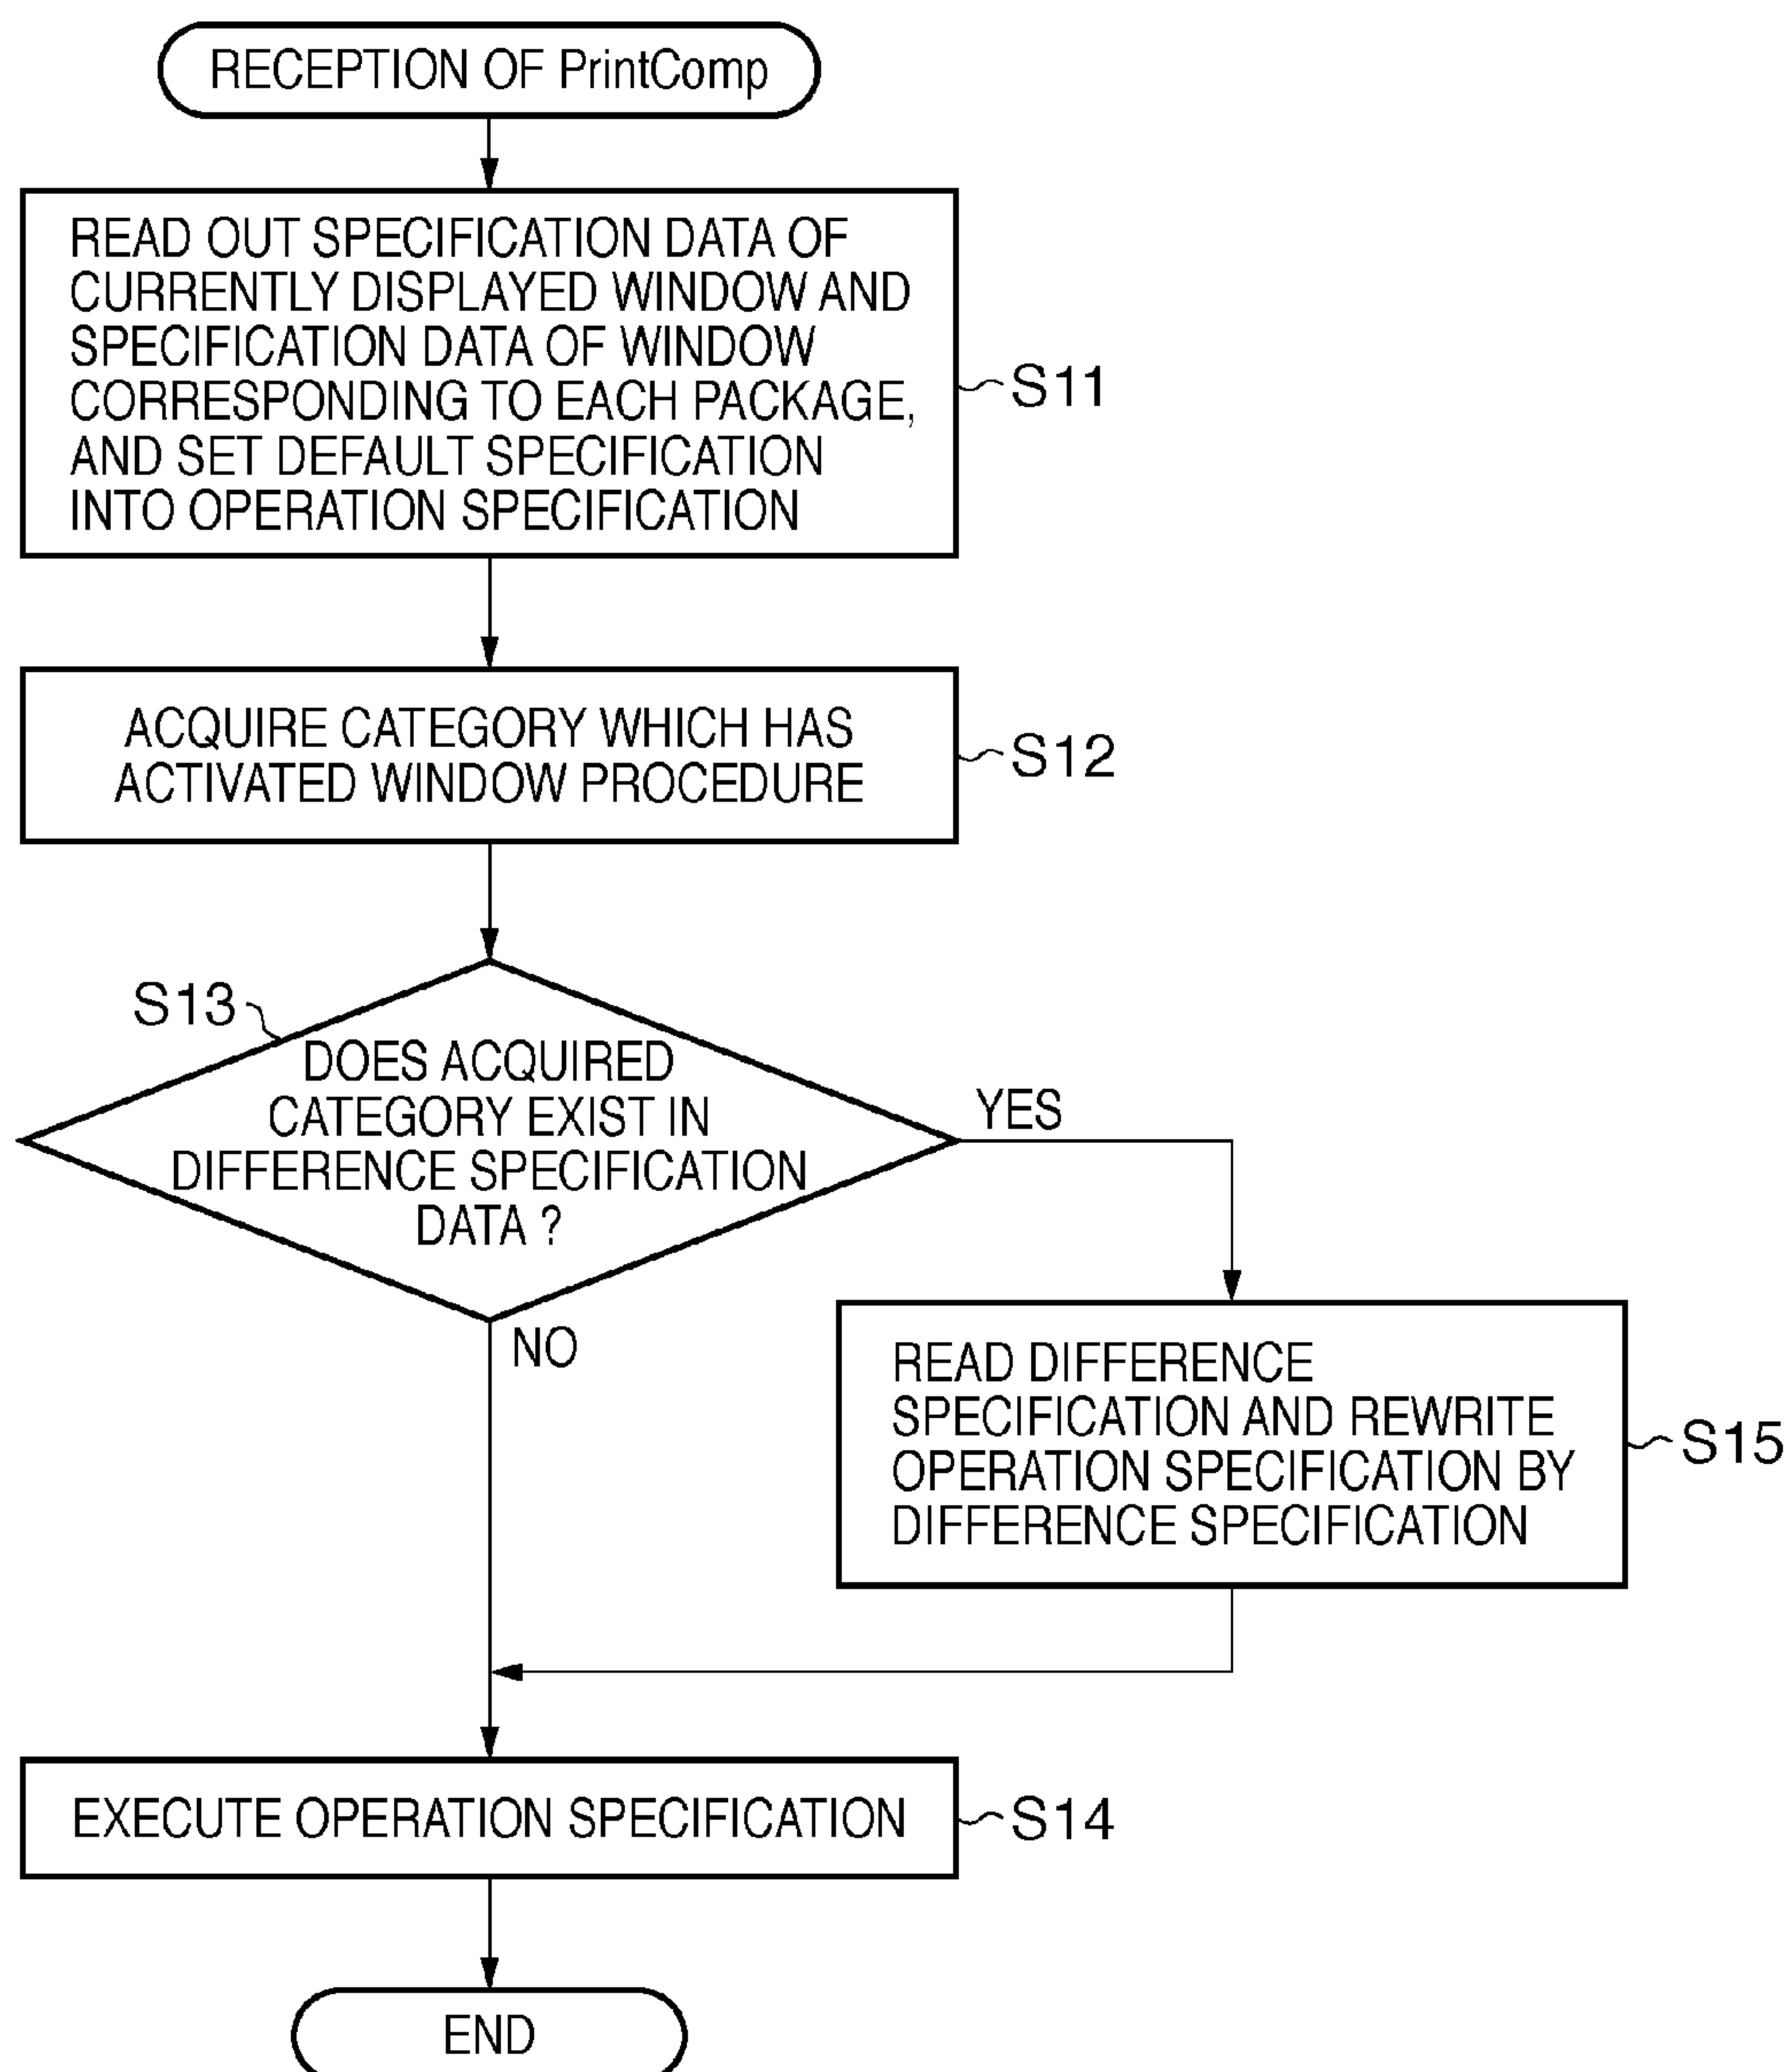 RECEPTION OF PrintComp
READ OUT SPECIFICATION DATA OF
CURRENTLY DISPLAYED WINDOW AND
SPECIFICATION DATA OF WINDOW
CORRESPONDING TO EACH PACKAGE,
AND SET DEFAULT SPECIFICATION
INTO OPERATION SPECIFICATION
S11
ACQUIRE CATEGORY WHICH HAS
ACTIVATED WINDOW PROCEDURE
S12
S13
DOES ACQUIRED
CATEGORY EXIST IN
DIFFERENCE SPECIFICATION
DATA ?
YES
NO
READ DIFFERENCE
SPECIFICATION AND REWRITE
OPERATION SPECIFICATION BY
DIFFERENCE SPECIFICATION
S15
EXECUTE OPERATION SPECIFICATION
S14
END